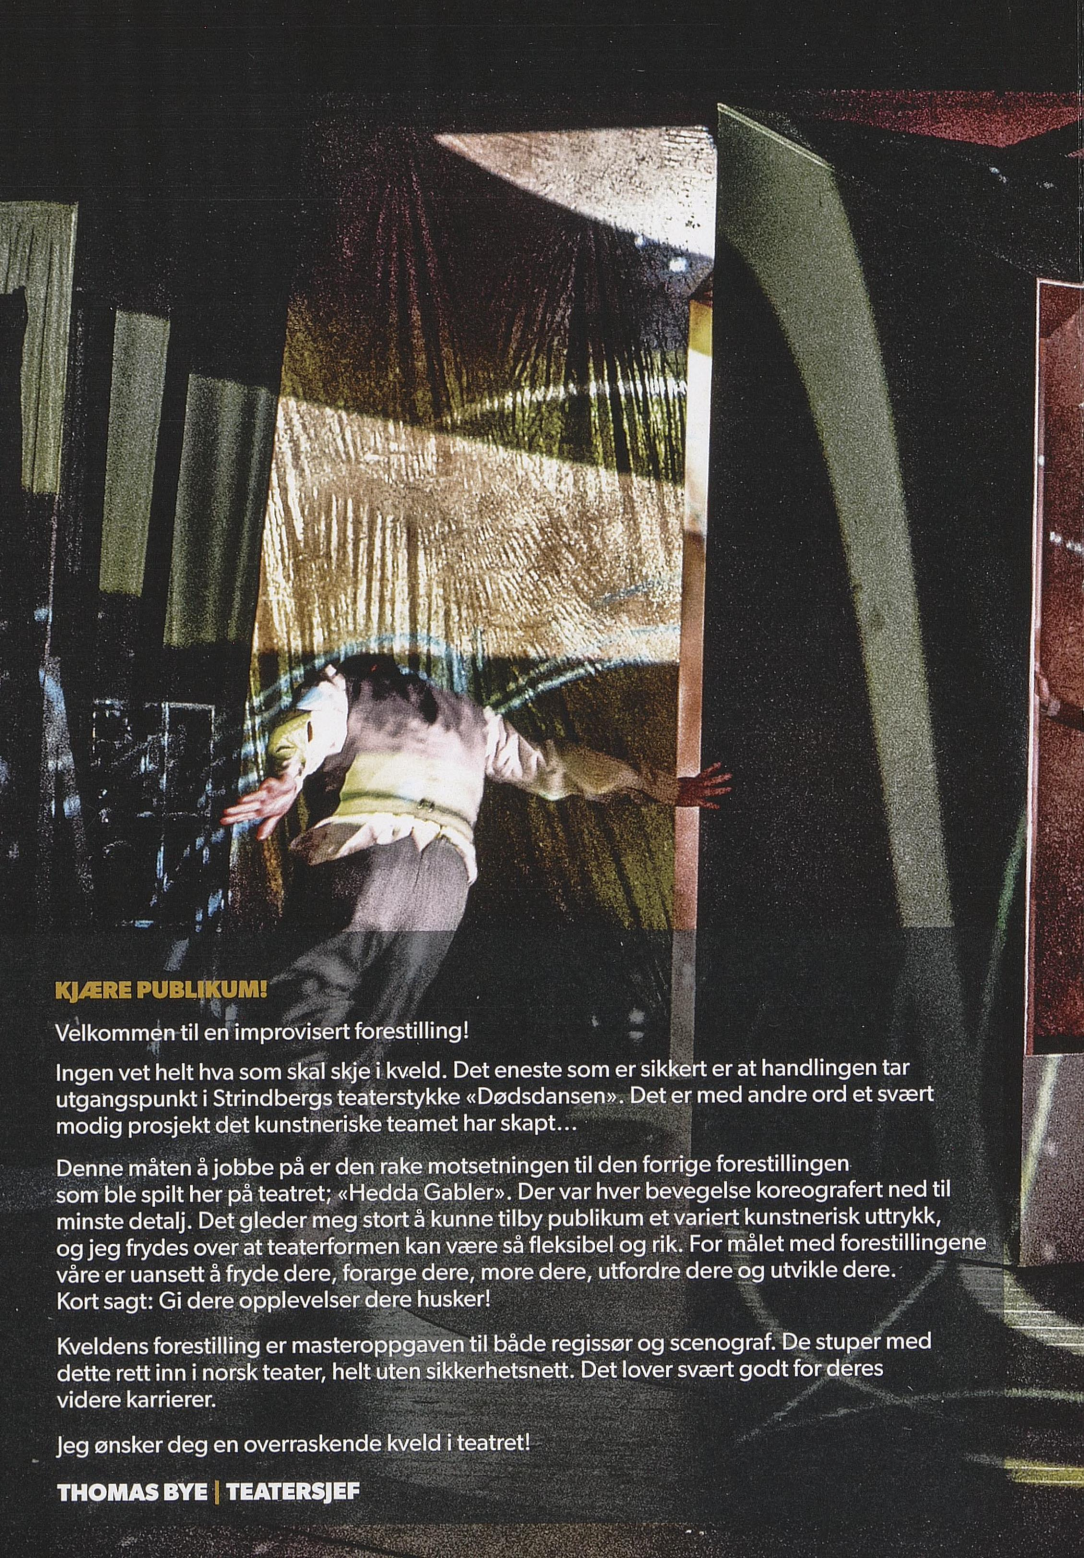 KJÆRE PUBLIKUM!
Velkommen til en improvisert forestilling!
Ingen vet helt hva som skal skje i kveld. Det eneste som er sikkert er at handlingen tar
utgangspunkt i Strindbergs teaterstykke «Dødsdansen». Det er med andre ord et svært
modig prosjekt det kunstneriske teamet har skapt…
Denne måten å jobbe på er den rake motsetningen til den forrige forestillingen
som ble spilt her på teatret; «Hedda Gabler». Der var hver bevegelse koreografert ned til
minste detalj. Det gleder meg stort å kunne tilby publikum et variert kunstnerisk uttrykk,
og jeg frydes over at teaterformen kan være så fleksibel og rik. For målet med forestillingene
våre er uansett å fryde dere, forarge dere, more dere, utfordre dere og utvikle dere.
Kort sagt: Gi dere opplevelser dere husker!
Kveldens forestilling er masteroppgaven til både regissør og scenograf. De stuper med
dette rett inn i norsk teater, helt uten sikkerhetsnett. Det lover svært godt for deres
videre karrierer.
Jeg ønsker deg en overraskende kveld i teatret!
THOMAS BYE | TEATERSJEF